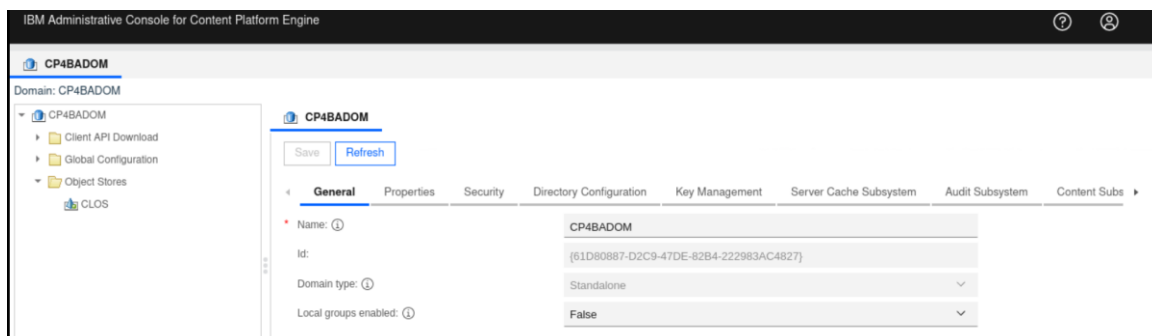 IBM Administrative Console for Content Platform Engine
CP4BADOM
Domain: CP4BADOM
CP4BADOM
Client API Download
Global Configuration
Object Stores
CLOS
CP4BADOM
Save Refresh
General Properties Security Directory Configuration Key Management Server Cache Subsystem Audit Subsystem Content Subs
* Name: CP4BADOM
Id: {61D80887-D2C9-47DE-82B4-222983AC4827}
Domain type: Standalone
Local groups enabled: False